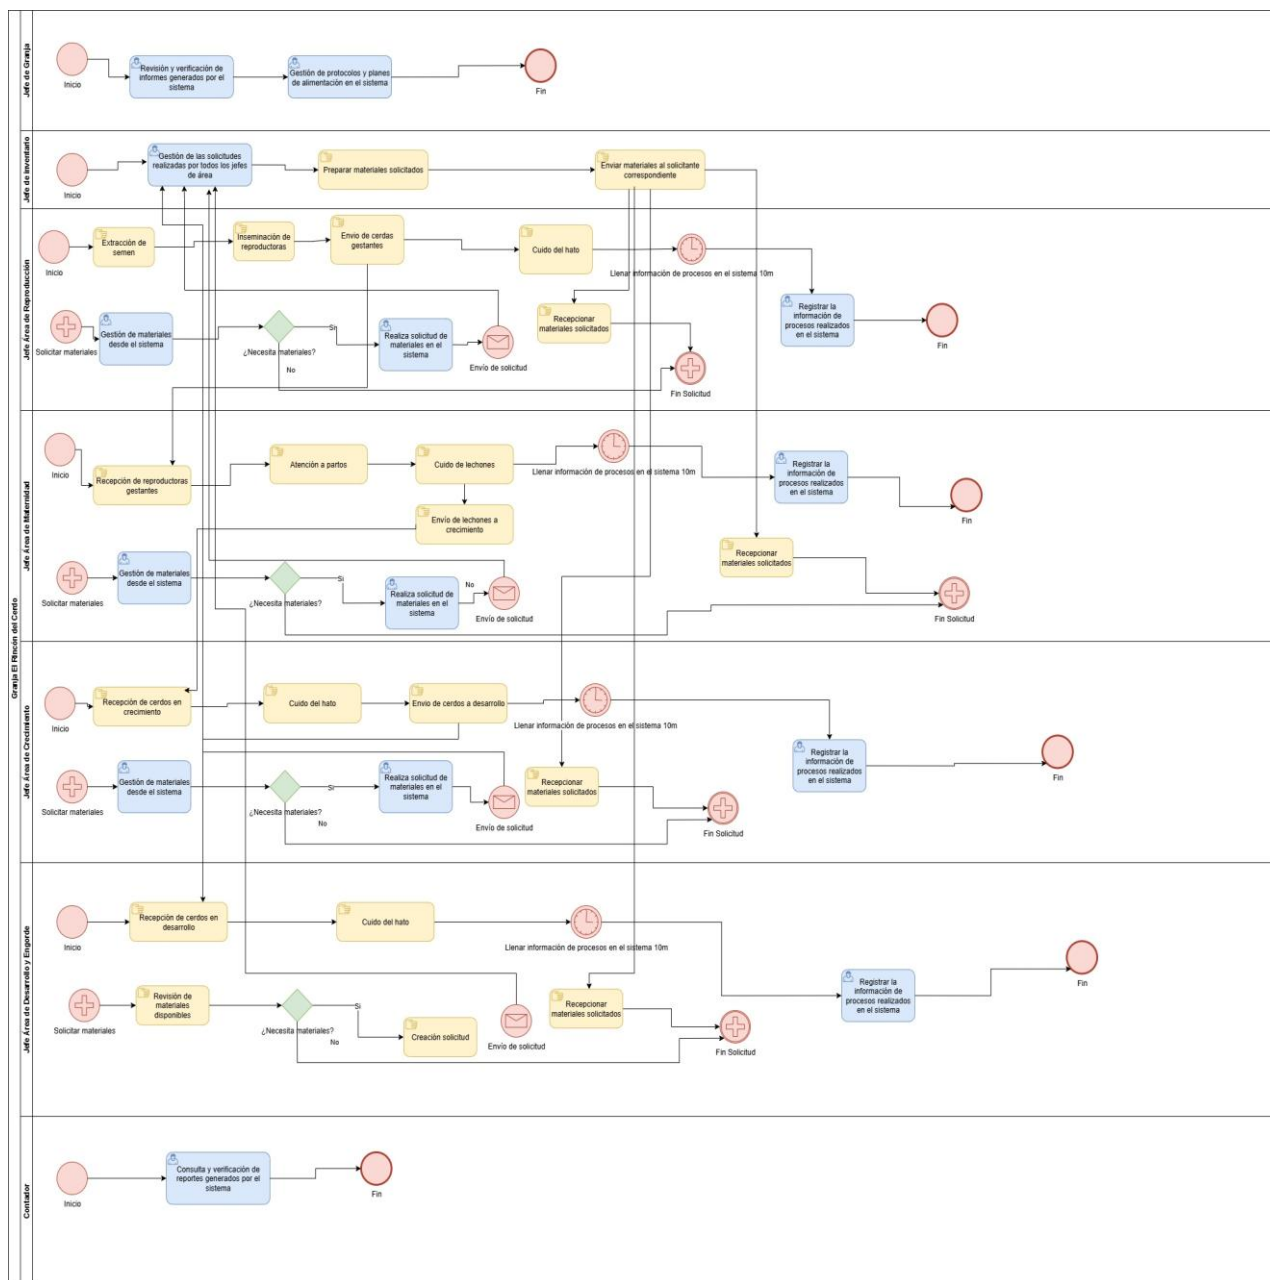 Granja El Rincón del Cerdo
Jefe de Granja
Inicio
Revisión y verificación de
informes generados por el
sistema
Gestión de protocolos y planes
de alimentación en el sistema
Fin
Jefe de inventario
Inicio
Gestión de las solicitudes
realizadas por todos los jefes
de área
Preparar materiales solicitados
Enviar materiales al solicitante
correspondiente
Jefe Área de Reproducción
Inicio
Extracción de
semen
Inseminación de
reproductoras
Envío de cerdas
gestantes
Cuido del hato
Llenar información de procesos en el sistema 10m
Registrar la
información de
procesos realizados
en el sistema
Fin
Solicitar materiales
Gestión de materiales
desde el sistema
¿Necesita materiales?
Si
No
Realiza solicitud de
materiales en el
sistema
Envío de solicitud
Recepcionar
materiales solicitados
Fin Solicitud
Jefe Área de Maternidad
Inicio
Recepción de reproductoras
gestantes
Atención a partos
Cuido de lechones
Envío de lechones a
crecimiento
Llenar información de procesos en el sistema 10m
Registrar la
información de
procesos realizados
en el sistema
Fin
Solicitar materiales
Gestión de materiales
desde el sistema
¿Necesita materiales?
Si
Realiza solicitud de
materiales en el
sistema
No
Envío de solicitud
Recepcionar
materiales solicitados
Fin Solicitud
Jefe Área de Crecimiento
Inicio
Recepción de cerdos en
crecimiento
Cuido del hato
Envio de cerdos a desarrollo
Llenar información de procesos en el sistema 10m
Registrar la
información de
procesos realizados
en el sistema
Fin
Solicitar materiales
Gestión de materiales
desde el sistema
¿Necesita materiales?
Si
No
Realiza solicitud de
materiales en el
sistema
Envío de solicitud
Recepcionar
materiales solicitados
Fin Solicitud
Jefe Área de Desarrollo y Engorde
Inicio
Recepción de cerdos en
desarrollo
Cuido del hato
Llenar información de procesos en el sistema 10m
Registrar la
información de
procesos realizados
en el sistema
Fin
Solicitar materiales
Revisión de
materiales
disponibles
¿Necesita materiales?
Si
No
Creación solicitud
Envío de solicitud
Recepcionar
materiales solicitados
Fin Solicitud
Contador
Inicio
Consulta y verificación de
reportes generados por el
sistema
Fin